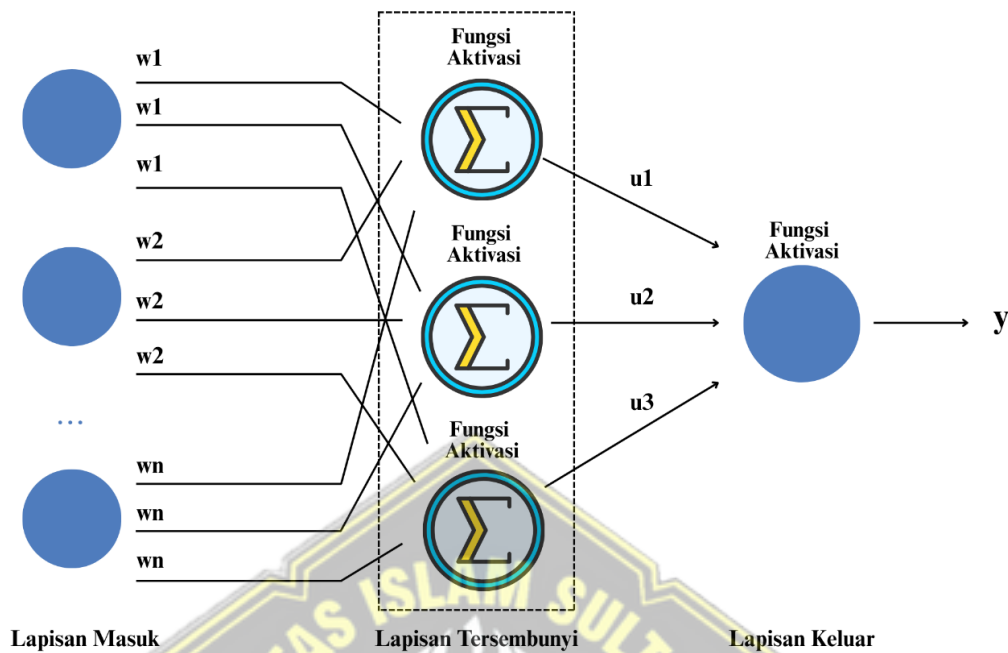 w1
w1
w1
w2
w2
w2
...
wn
wn
wn
Lapisan Masuk
Fungsi
Aktivasi
Fungsi
Aktivasi
Fungsi
Aktivasi
Lapisan Tersembunyi
u1
u2
u3
Fungsi
Aktivasi
y
Lapisan Keluar
ISLAM